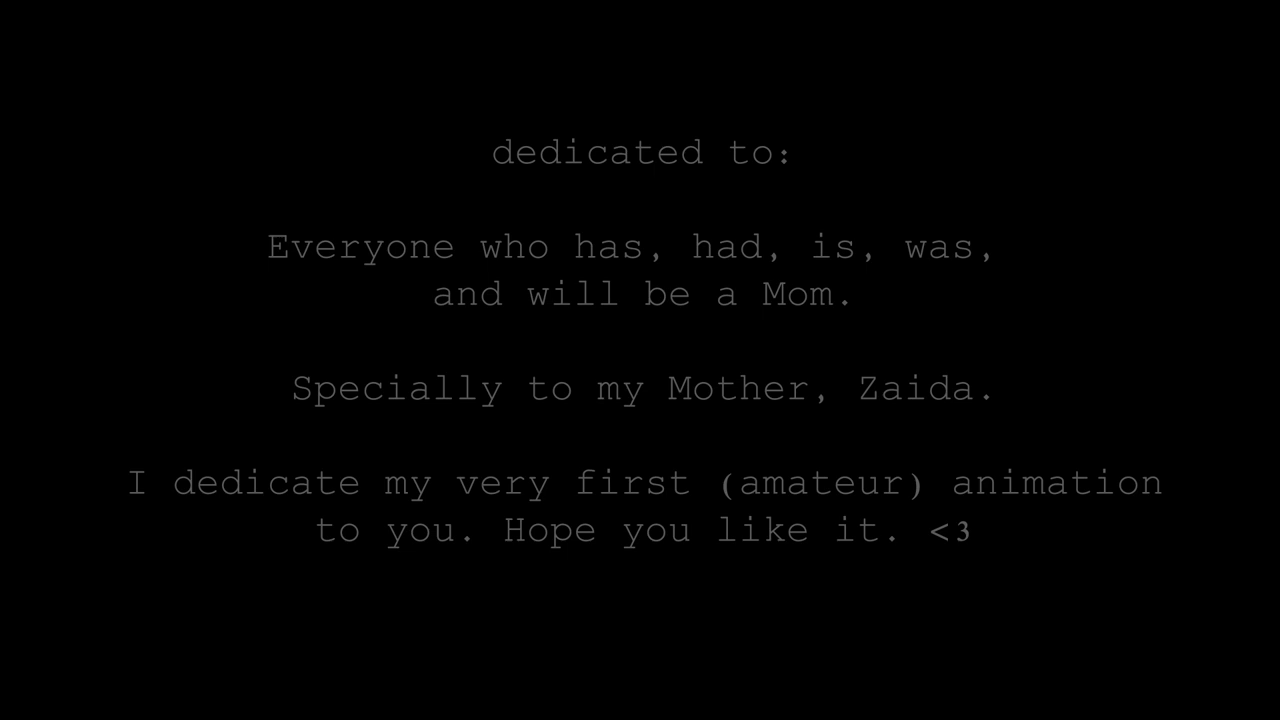 dedicated to:
Everyone who has, had, is, was,
and will be a Mom.
Specially to my Mother, Zaida.
I dedicate my very first (amateur) animation
to you. Hope you like it. <3